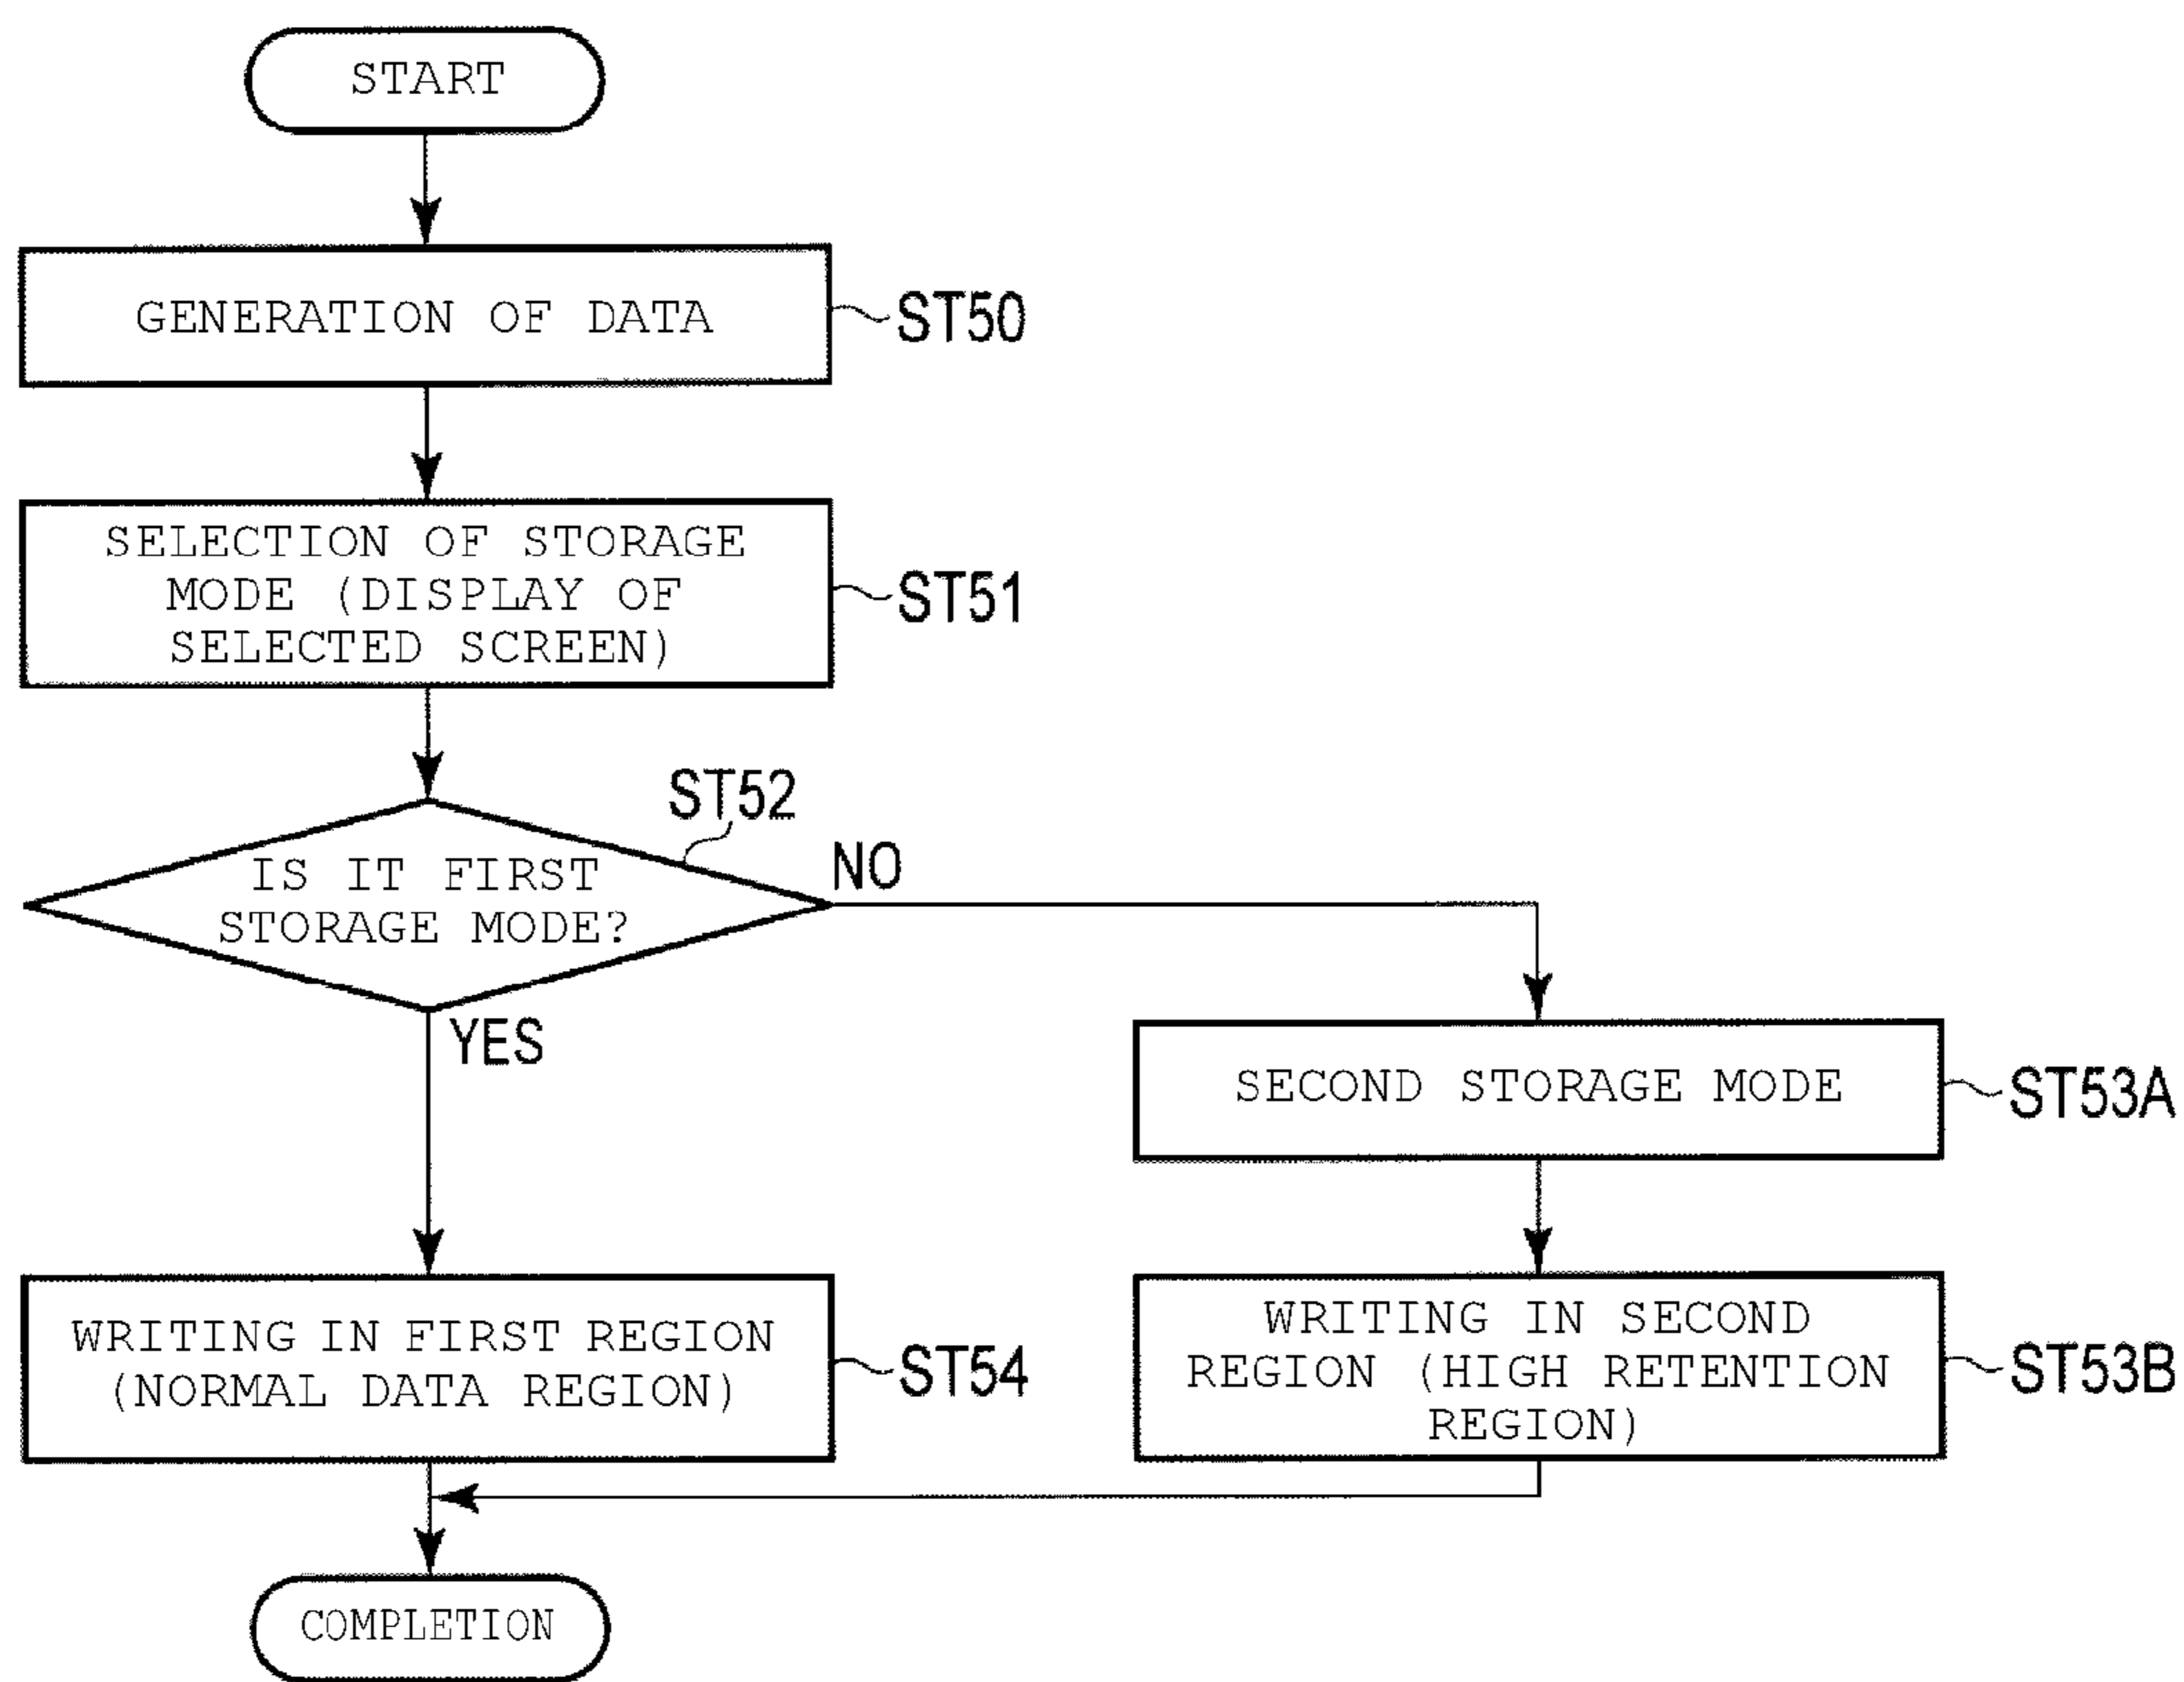 START
GENERATION OF DATA
ST50
SELECTION OF STORAGE
MODE (DISPLAY OF
SELECTED SCREEN)
ST51
ST52
IS IT FIRST
STORAGE MODE?
NO
YES
SECOND STORAGE MODE
ST53A
WRITING IN FIRST REGION
(NORMAL DATA REGION)
ST54
WRITING IN SECOND
REGION (HIGH RETENTION
REGION)
ST53B
COMPLETION